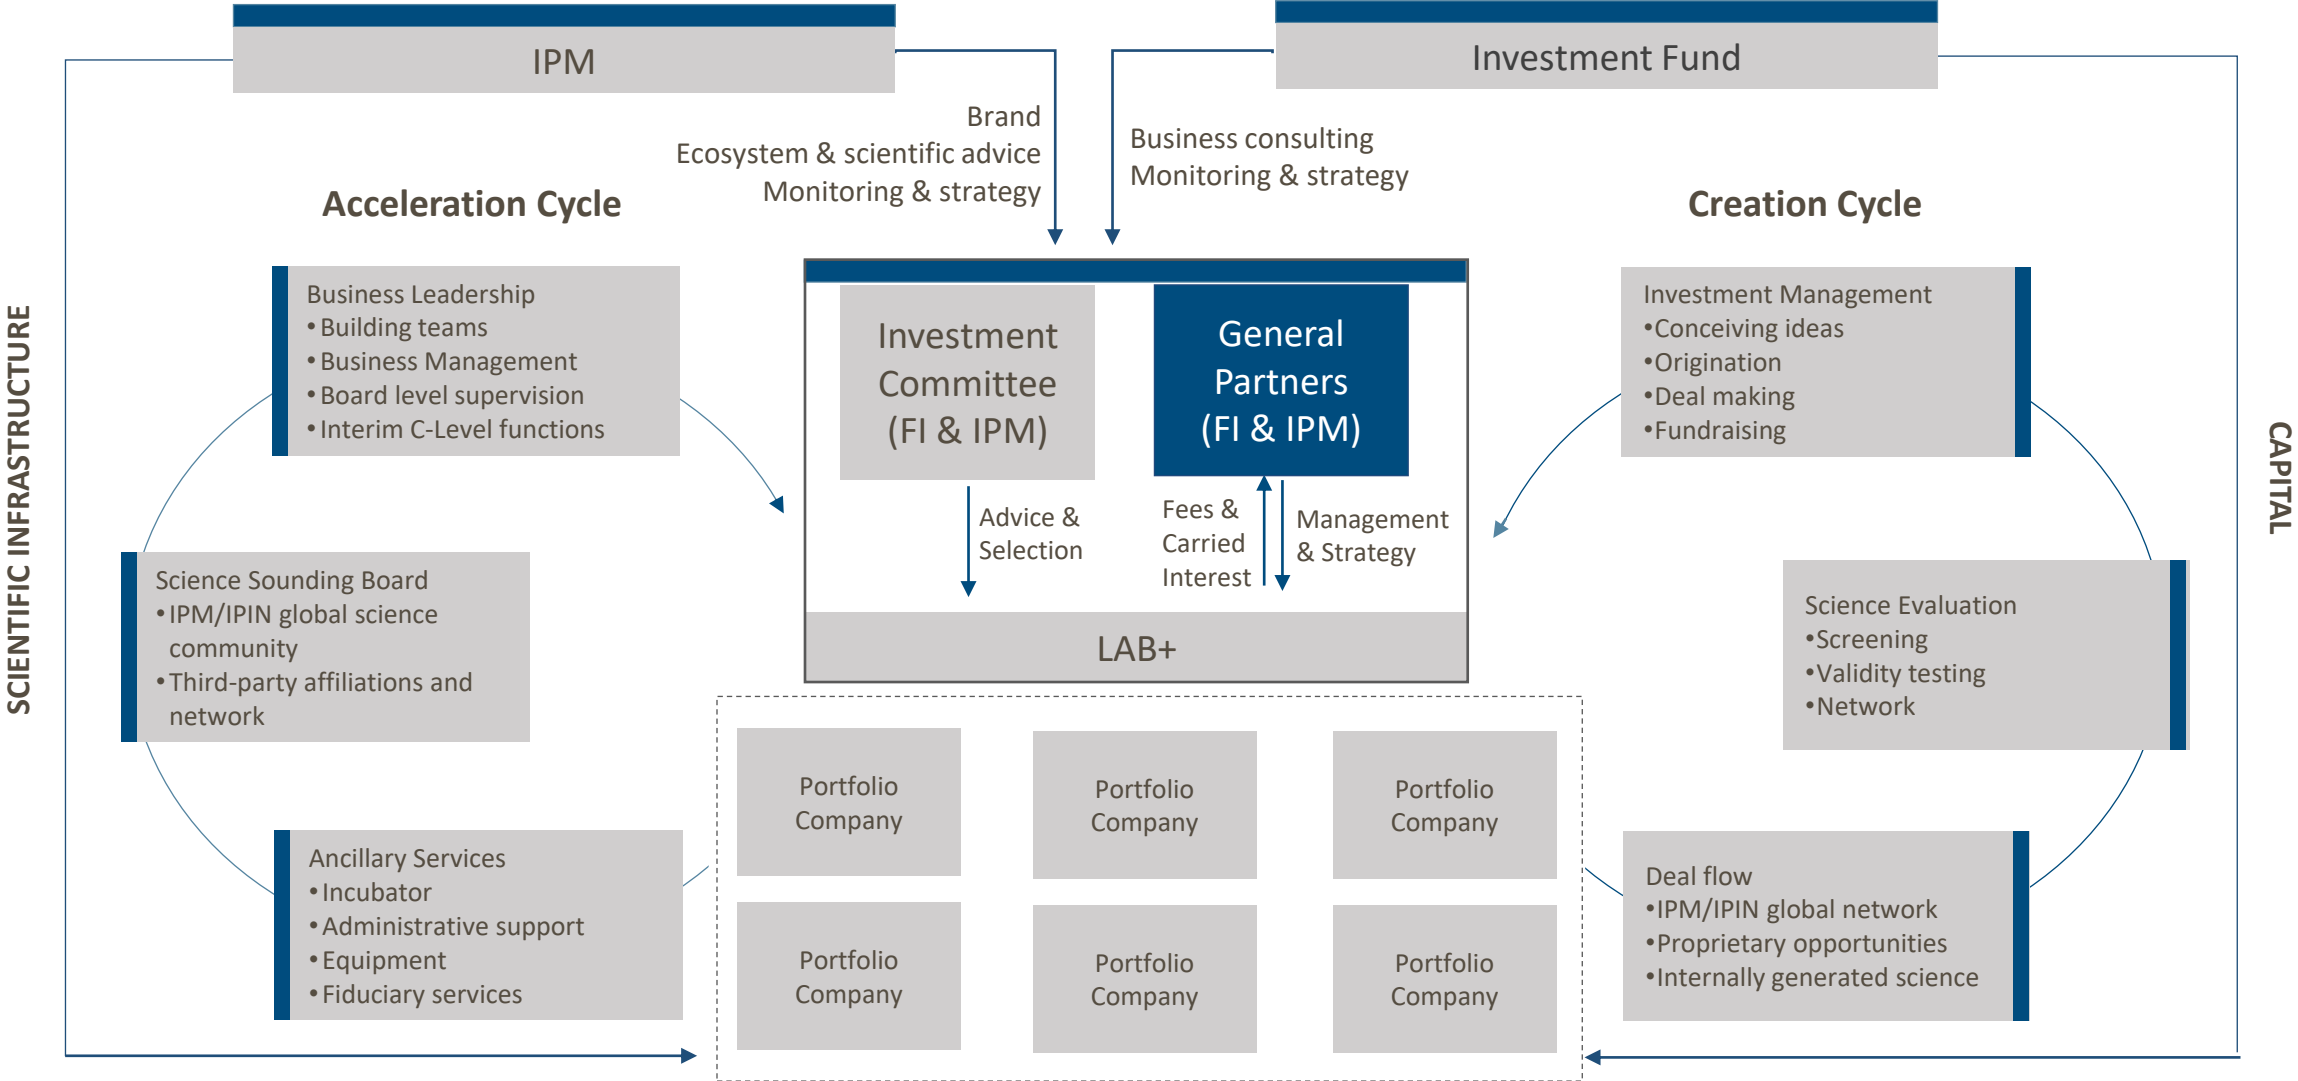 IPM
Investment Fund
Brand
Ecosystem & scientific advice
Monitoring & strategy
Business consulting
Monitoring & strategy
Acceleration Cycle
Creation Cycle
SCIENTIFIC INFRASTRUCTURE
Business Leadership
•Building teams
•Business Management
•Board level supervision
•Interim C-Level functions
Science Sounding Board
•IPM/IPIN global science
community
•Third-party affiliations and
network
Ancillary Services
•Incubator
•Administrative support
•Equipment
•Fiduciary services
Investment
Committee
(FI & IPM)
General
Partners
(FI & IPM)
Advice &
Selection
Fees &
Carried
Interest
Management
& Strategy
LAB+
Portfolio
Company
Portfolio
Company
Portfolio
Company
Portfolio
Company
Portfolio
Company
Portfolio
Company
Investment Management
•Conceiving ideas
•Origination
•Deal making
•Fundraising
Science Evaluation
•Screening
•Validity testing
•Network
Deal flow
•IPM/IPIN global network
•Proprietary opportunities
•Internally generated science
CAPITAL